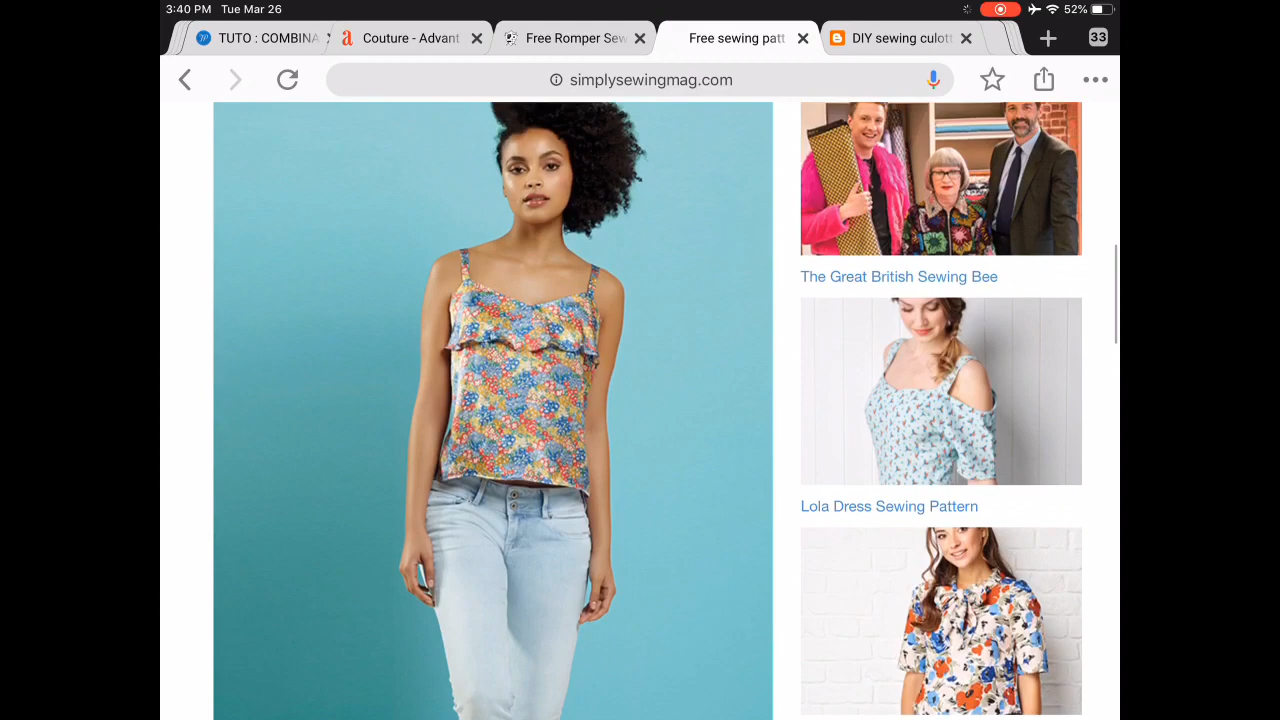 3:40 PM Tue Mar 26
52%
TUTO : COMBINA
Couture - Advant
Free Romper Sew
Free sewing patt
DIY sewing culott
33
simplysewingmag.com
The Great British Sewing Bee
Lola Dress Sewing Pattern